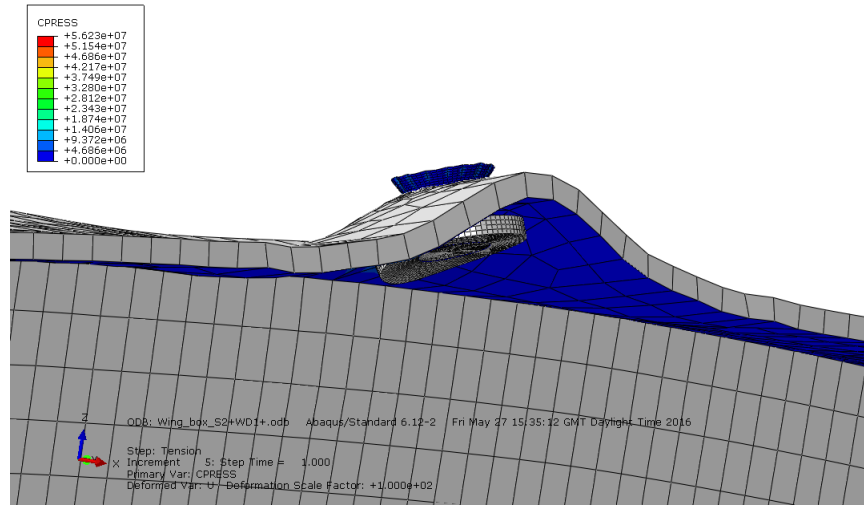 CPRESS
+5.623e+07
+5.154e+07
+4.686e+07
+4.217e+07
+3.749e+07
+3.280e+07
+2.812e+07
+2.343e+07
+1.874e+07
+1.406e+07
+9.372e+06
+4.686e+06
+0.000e+00
ODB: Wing_box_S2+WD1+.odb Abaqus/Standard 6.12-2 Fri May 27 15:35:12 GMT Daylight Time 2016
Z
X
Step: Tension
Increment 5: Step Time = 1.000
Primary Var: CPRESS
Deformed Var: U Deformation Scale Factor: +1.000e+02